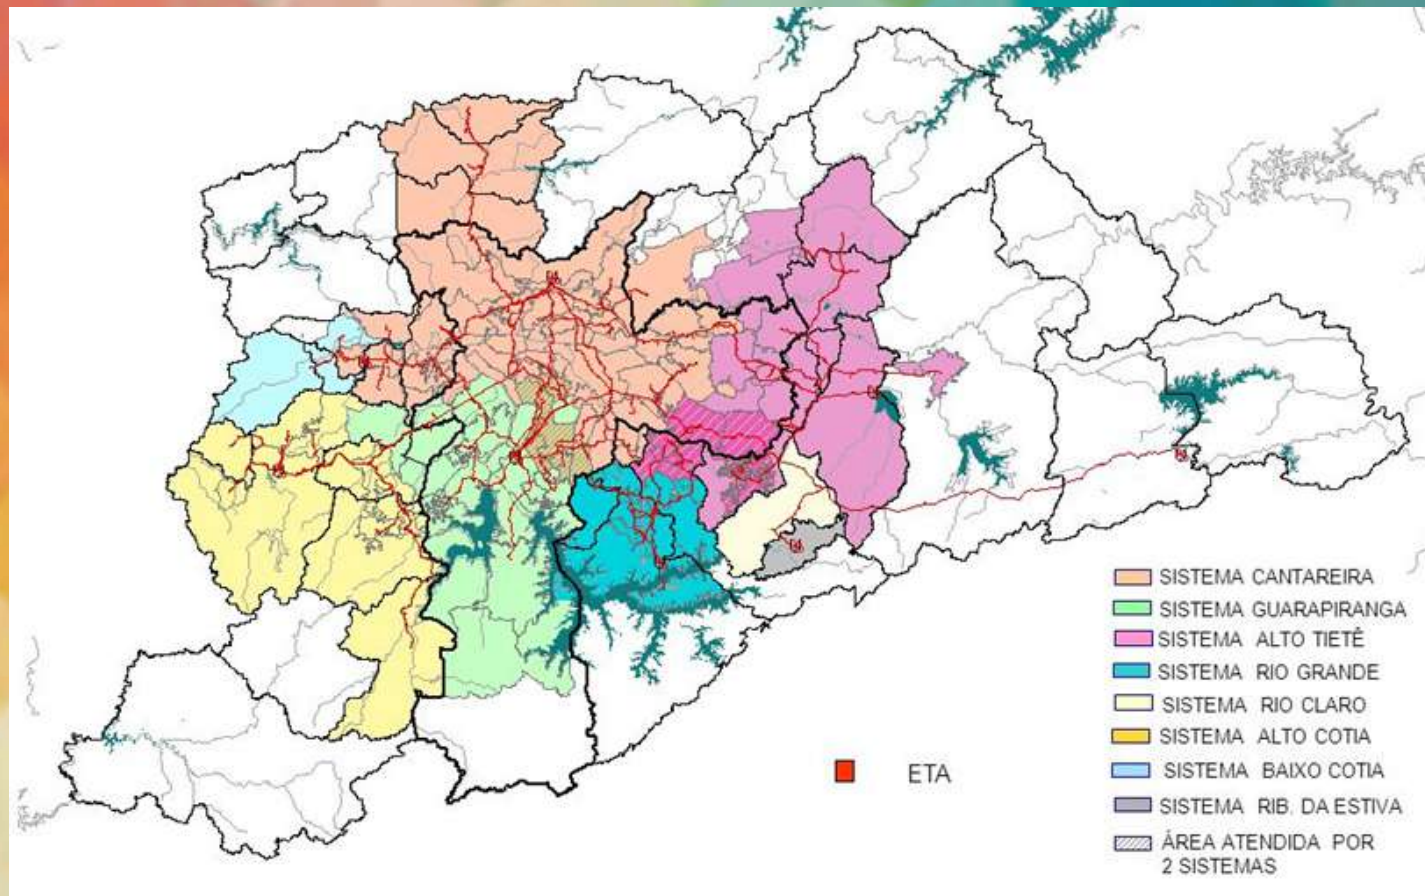 SISTEMA CANTAREIRA
SISTEMA GUARAPIRANGA
SISTEMA ALTO TIETÊ
SISTEMA RIO GRANDE
SISTEMA RIO CLARO
SISTEMA ALTO COTIA
SISTEMA BAIXO COTIA
SISTEMA RIB. DA ESTIVA
ÁREA ATENDIDA POR
2 SISTEMAS
ETA